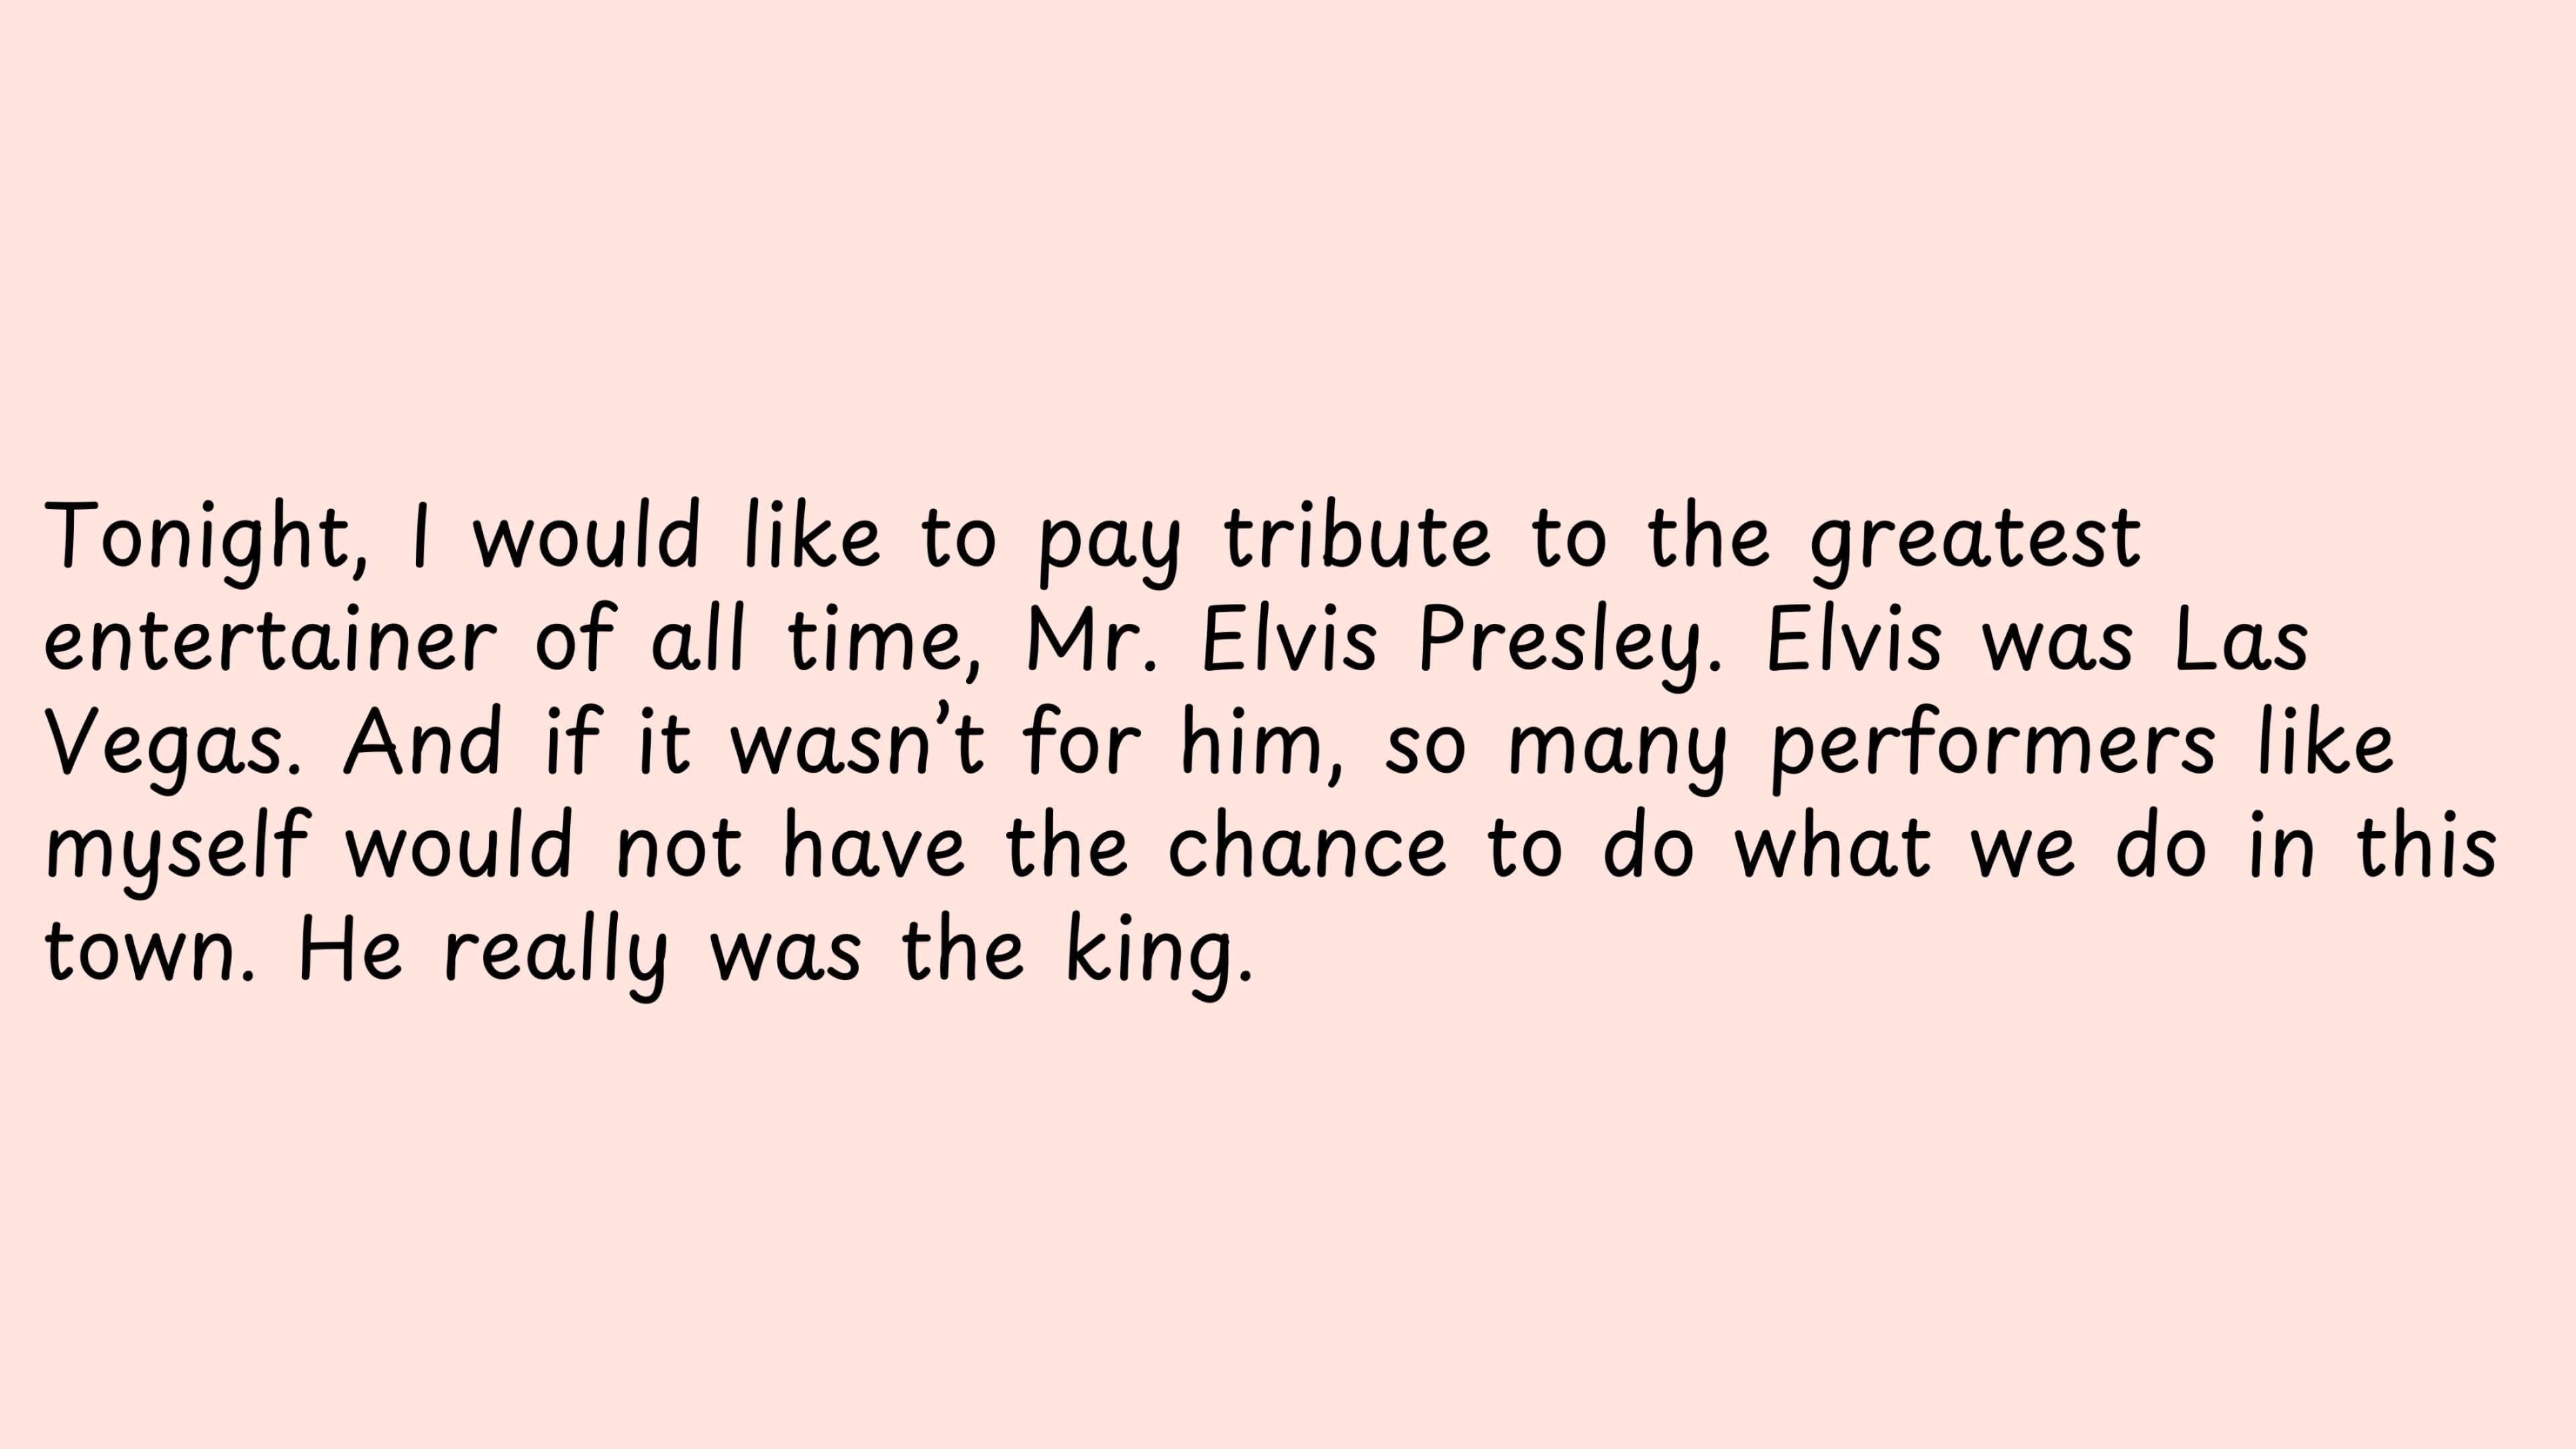 Tonight, I would like to pay tribute to the greatest
entertainer of all time, Mr. Elvis Presley. Elvis was Las
Vegas. And if it wasn’t for him, so many performers like
myself would not have the chance to do what we do in this
town. He really was the king.